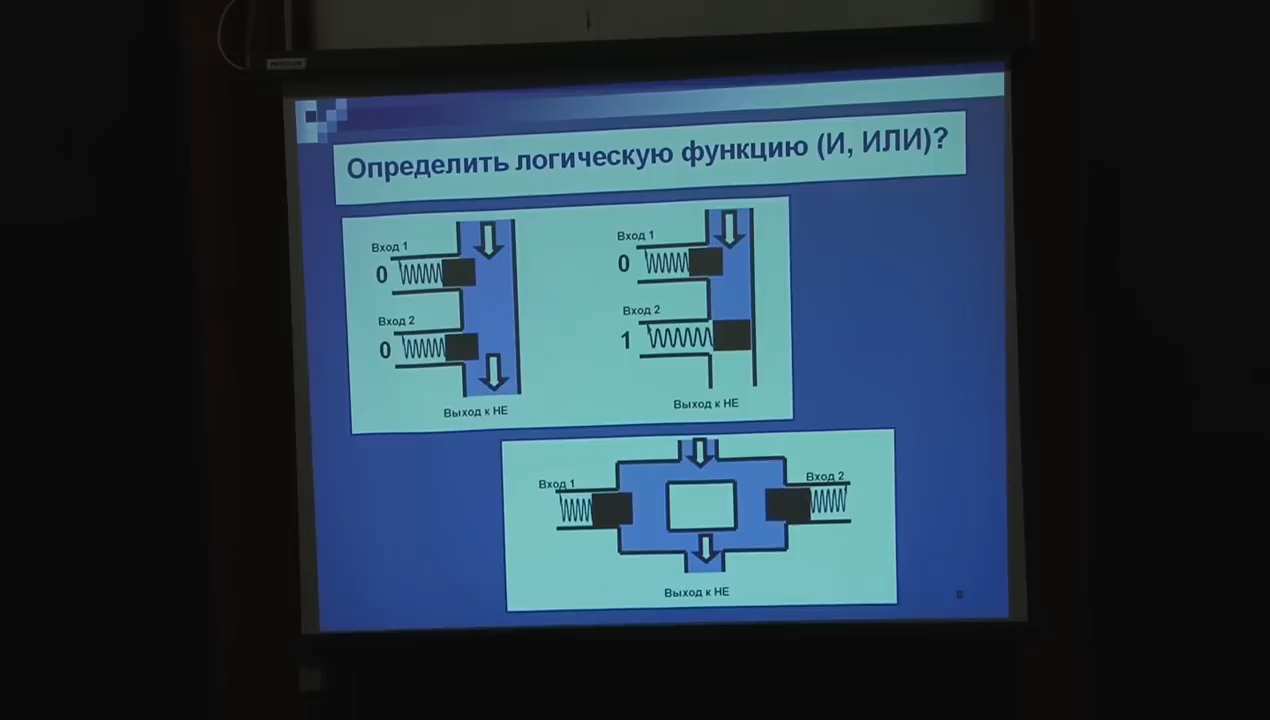 Определить логическую функцию (И, ИЛИ)?
Вход 1
0
Вход 2
0
Выход к НЕ
Вход 1
0
Вход 2
1
Выход к НЕ
Вход 1
Вход 2
Выход к НЕ
8